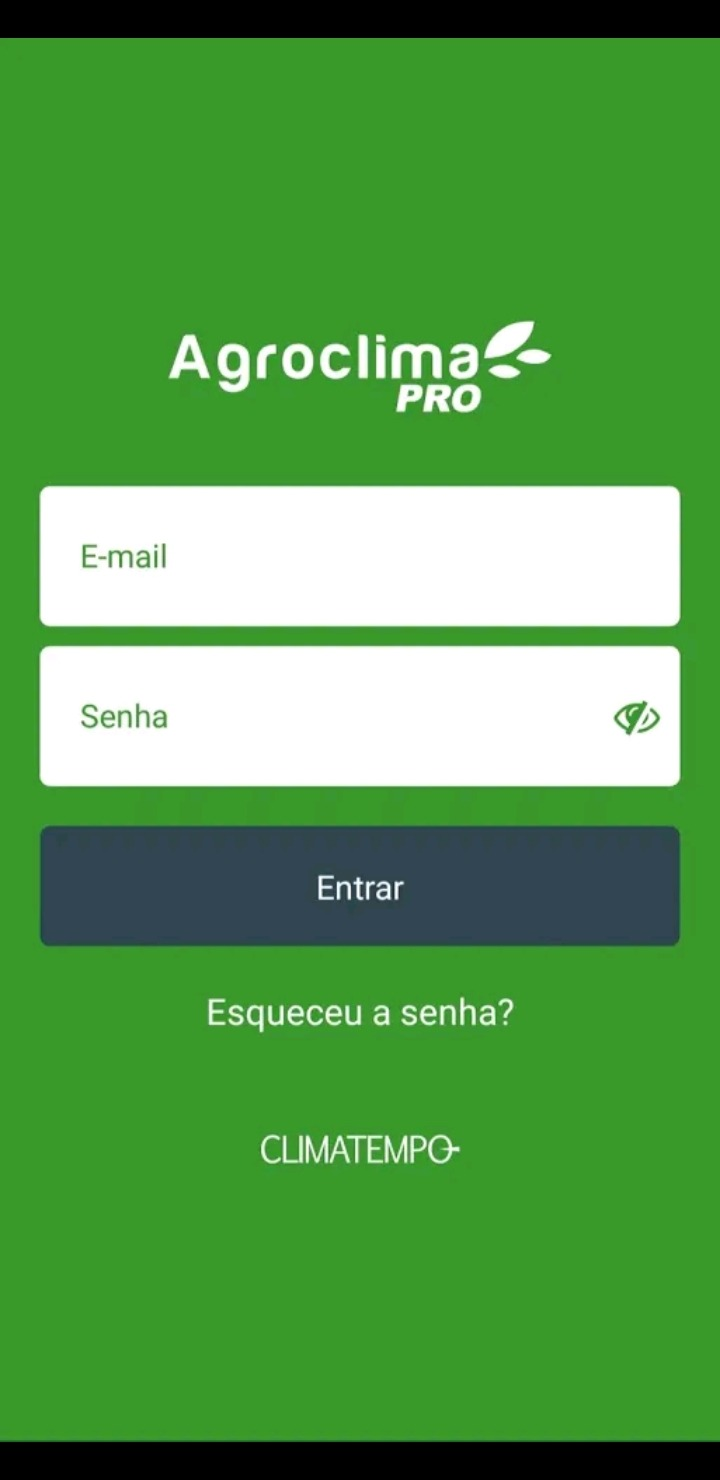 Agroclima
PRO
E-mail
Senha
Entrar
Esqueceu a senha?
CLIMATEMPO